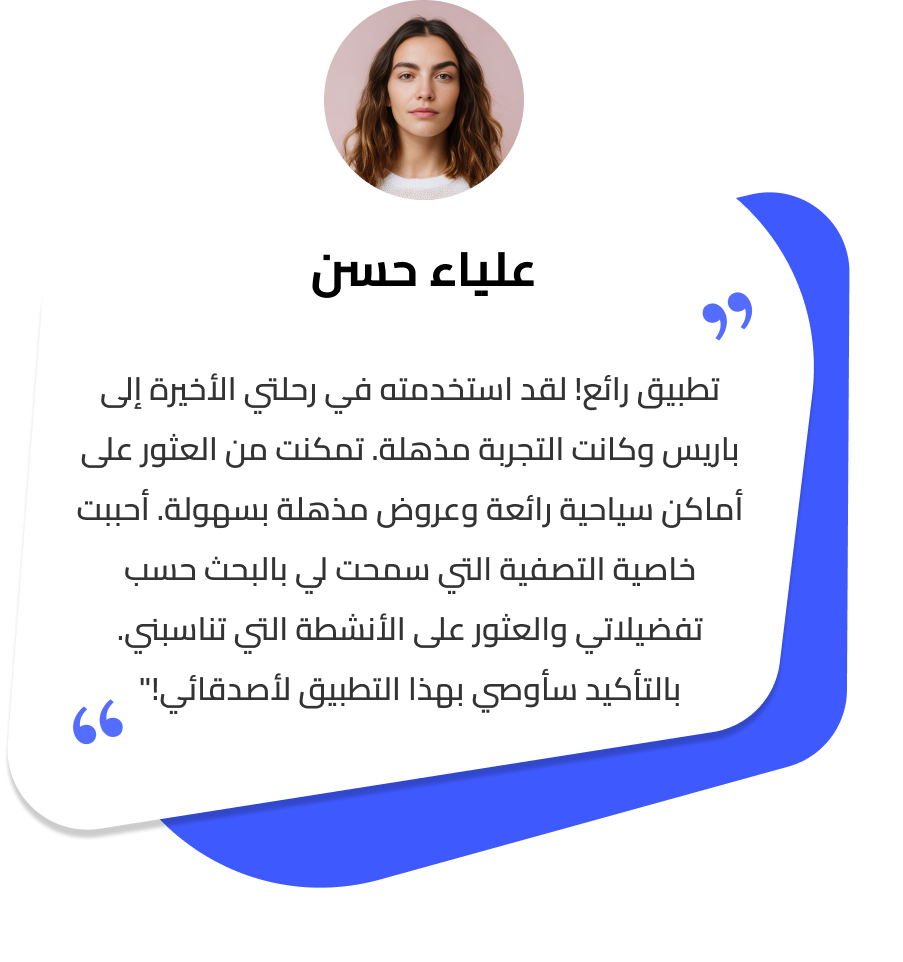 علياء حسن
تطبيق رائع! لقد استخدمته في رحلتي الأخيرة إلى
باريس وكانت التجربة مذهلة. تمكنت من العثور على
أماكن سياحية رائعة وعروض مذهلة بسهولة. أحببت
خاصية التصفية التي سمحت لي بالبحث حسب
تفضيلاتي والعثور على الأنشطة التي تناسبني.
بالتأكيد سأوصي بهذا التطبيق لأصدقائي!"